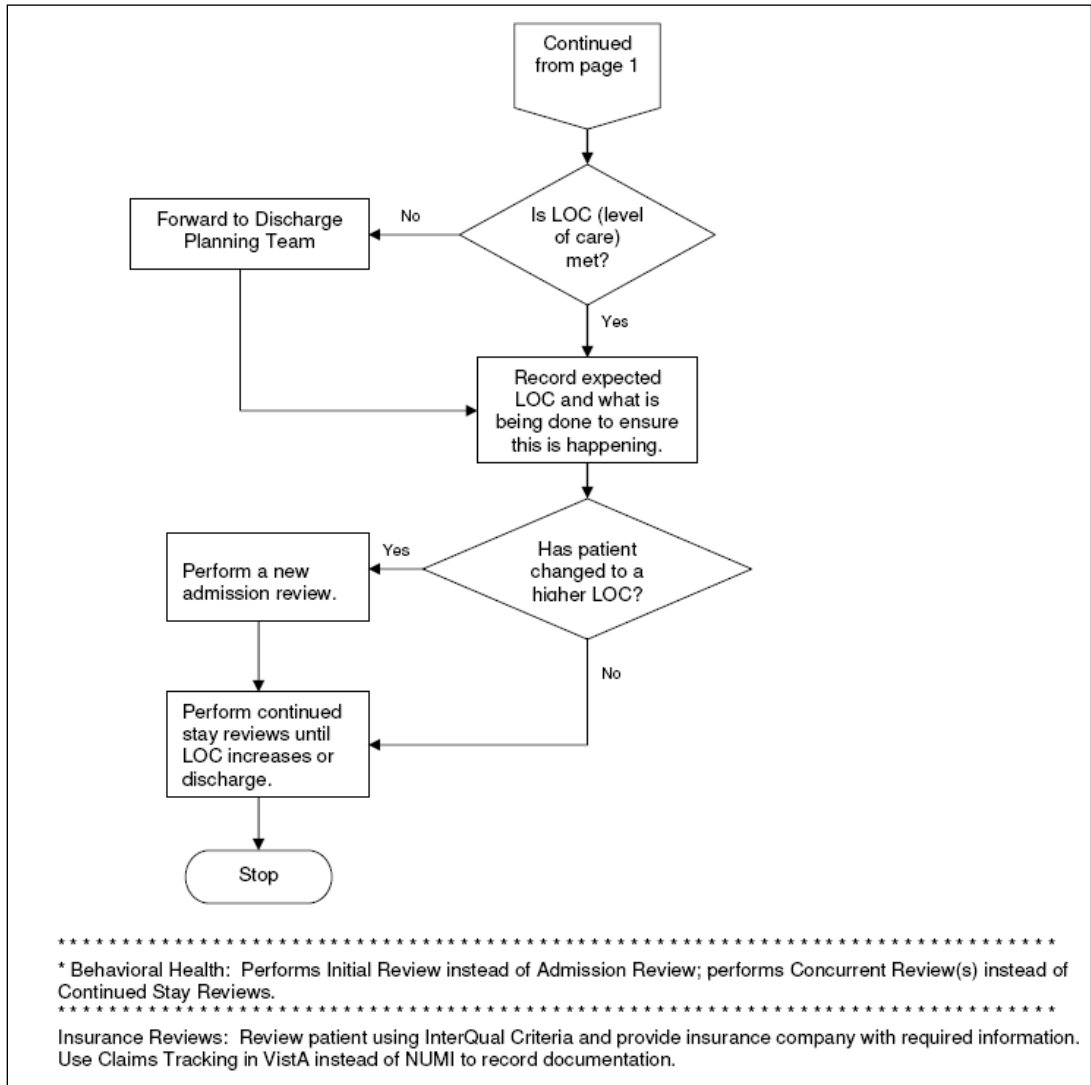 Continued
from page 1
Is LOC (level
of care)
met?
No
Forward to Discharge
Planning Team
Yes
Record expected
LOC and what is
being done to ensure
this is happening.
Has patient
changed to a
higher LOC?
Yes
Perform a new
admission review.
No
Perform continued
stay reviews until
LOC increases or
discharge.
Stop
* * * * * * * * * * * * * * * * * * * * * * * * * * * * * * * * * * * * * * * * * * * * * * * * * * * * * * * * * * * * * * * * * * * * * * * * * * * *
* Behavioral Health: Performs Initial Review instead of Admission Review; performs Concurrent Review(s) instead of
Continued Stay Reviews.
* * * * * * * * * * * * * * * * * * * * * * * * * * * * * * * * * * * * * * * * * * * * * * * * * * * * * * * * * * * * * * * * * * * * * * * * * * * *
Insurance Reviews: Review patient using InterQual Criteria and provide insurance company with required information.
Use Claims Tracking in VistA instead of NUMI to record documentation.